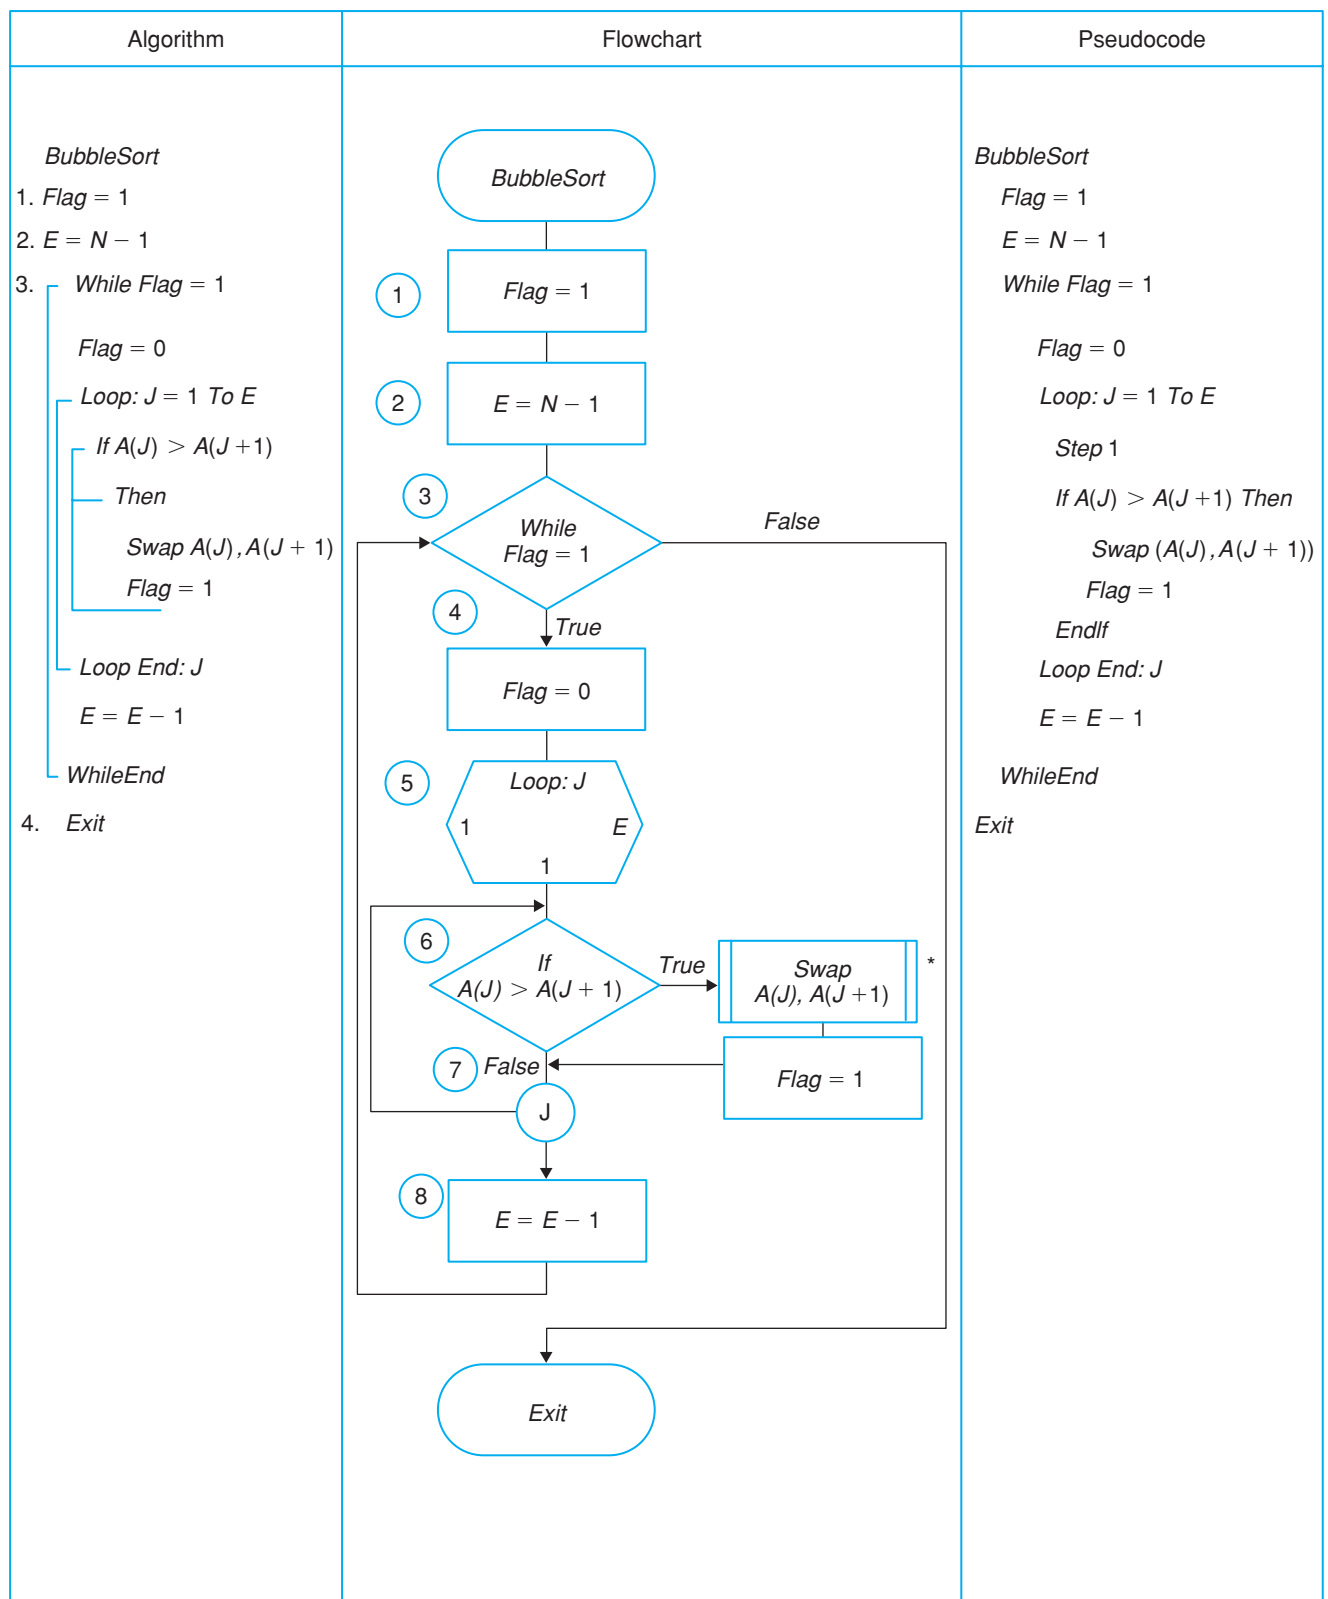 Algorithm
BubbleSort
1. Flag = 1
2. E = N − 1
3. While Flag = 1
Flag = 0
Loop: J = 1 To E
If A(J) > A(J +1)
Then
Swap A(J), A(J + 1)
Flag = 1
Loop End: J
E = E − 1
WhileEnd
4. Exit
Flowchart
BubbleSort
1
Flag = 1
2
E = N − 1
3
While
Flag = 1
False
4
True
Flag = 0
5
Loop: J
1 E
1
6
If
A(J) > A(J + 1)
True
Swap
A(J), A(J +1)
*
7
False
Flag = 1
J
8
E = E − 1
Exit
Pseudocode
BubbleSort
Flag = 1
E = N − 1
While Flag = 1
Flag = 0
Loop: J = 1 To E
Step 1
If A(J) > A(J +1) Then
Swap (A(J), A(J + 1))
Flag = 1
EndIf
Loop End: J
E = E − 1
WhileEnd
Exit